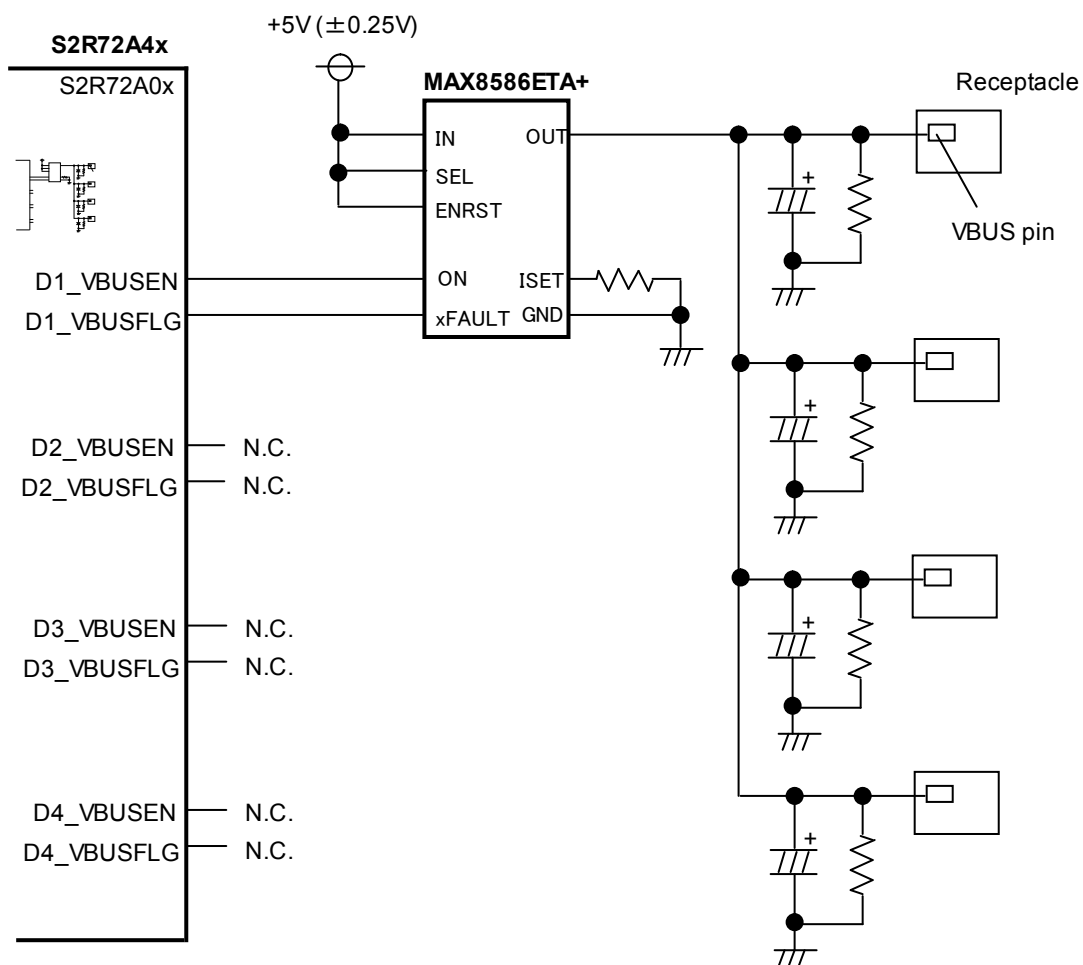 +5V (±0.25V)
S2R72A4x
S2R72A0x
MAX8586ETA+
Receptacle
IN
OUT
SEL
ENRST
VBUS pin
D1_VBUSEN
ON
ISET
D1_VBUSFLG
xFAULT
GND
+
D2_VBUSEN
N.C.
D2_VBUSFLG
N.C.
+
D3_VBUSEN
N.C.
D3_VBUSFLG
N.C.
+
D4_VBUSEN
N.C.
D4_VBUSFLG
N.C.
+